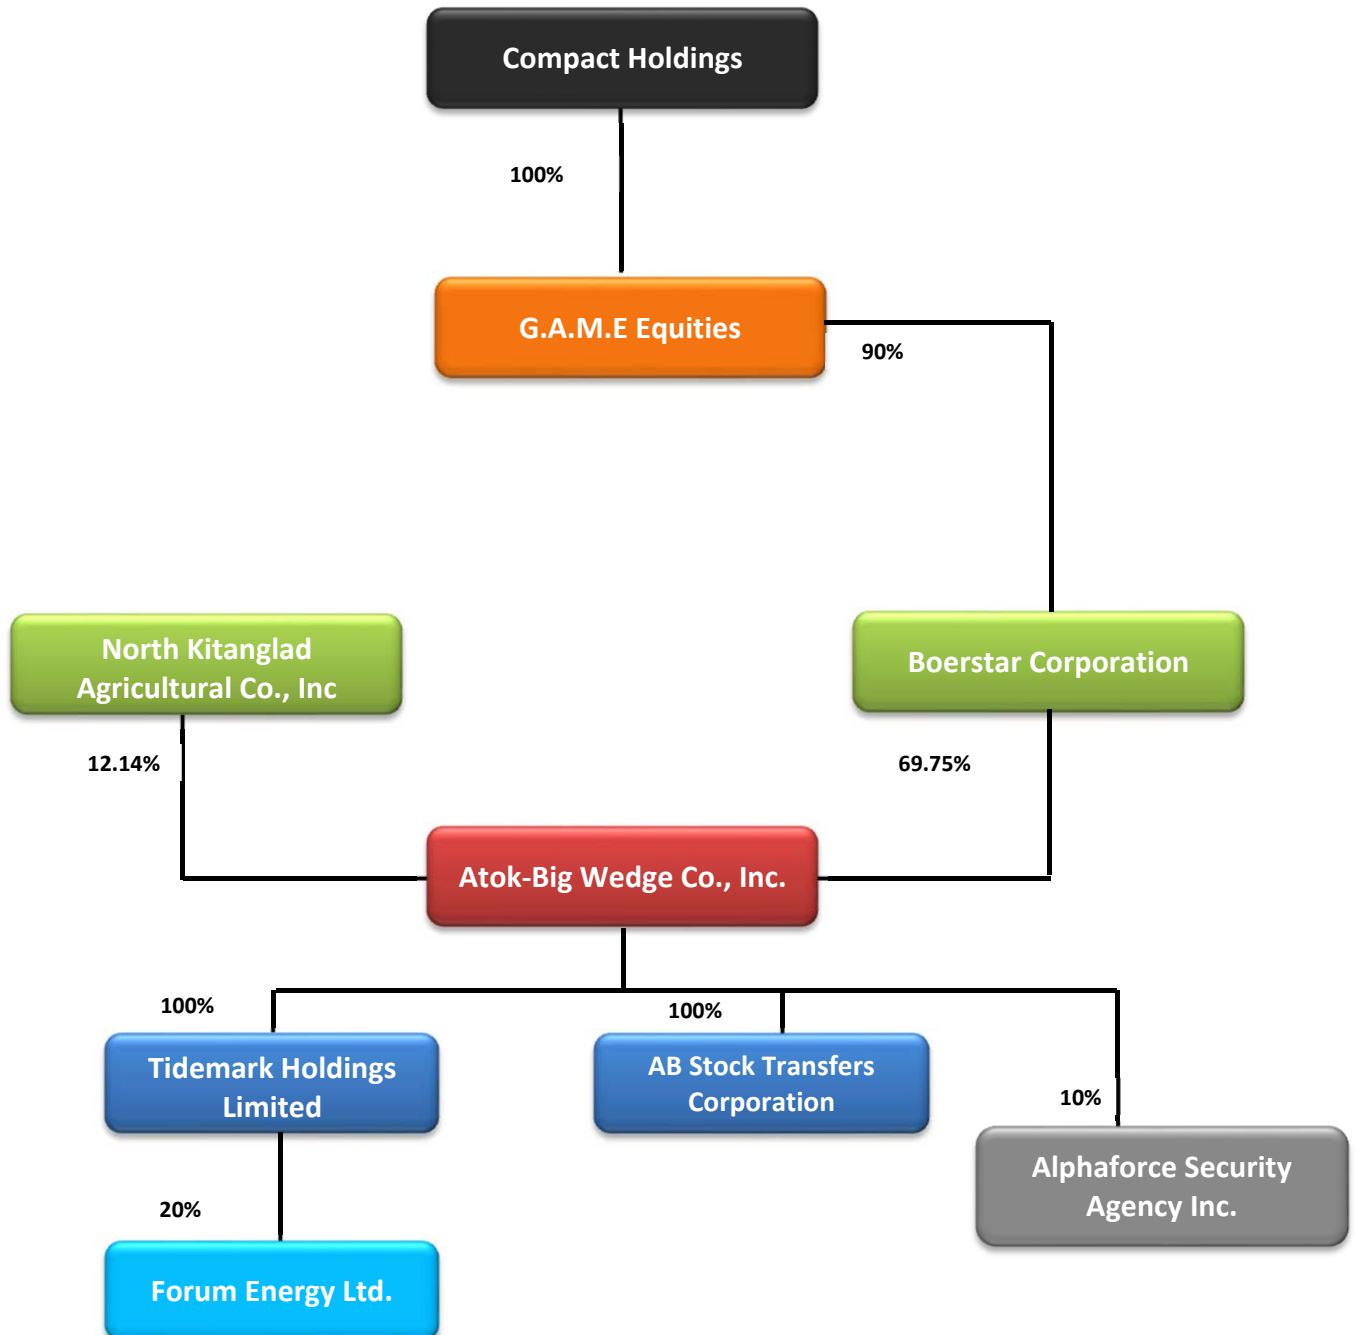 Compact Holdings
100%
G.A.M.E Equities
90%
North Kitanglad
Agricultural Co., Inc
Boerstar Corporation
12.14%
69.75%
Atok-Big Wedge Co., Inc.
100%
100%
Tidemark Holdings
Limited
AB Stock Transfers
Corporation
10%
Alphaforce Security
Agency Inc.
20%
Forum Energy Ltd.